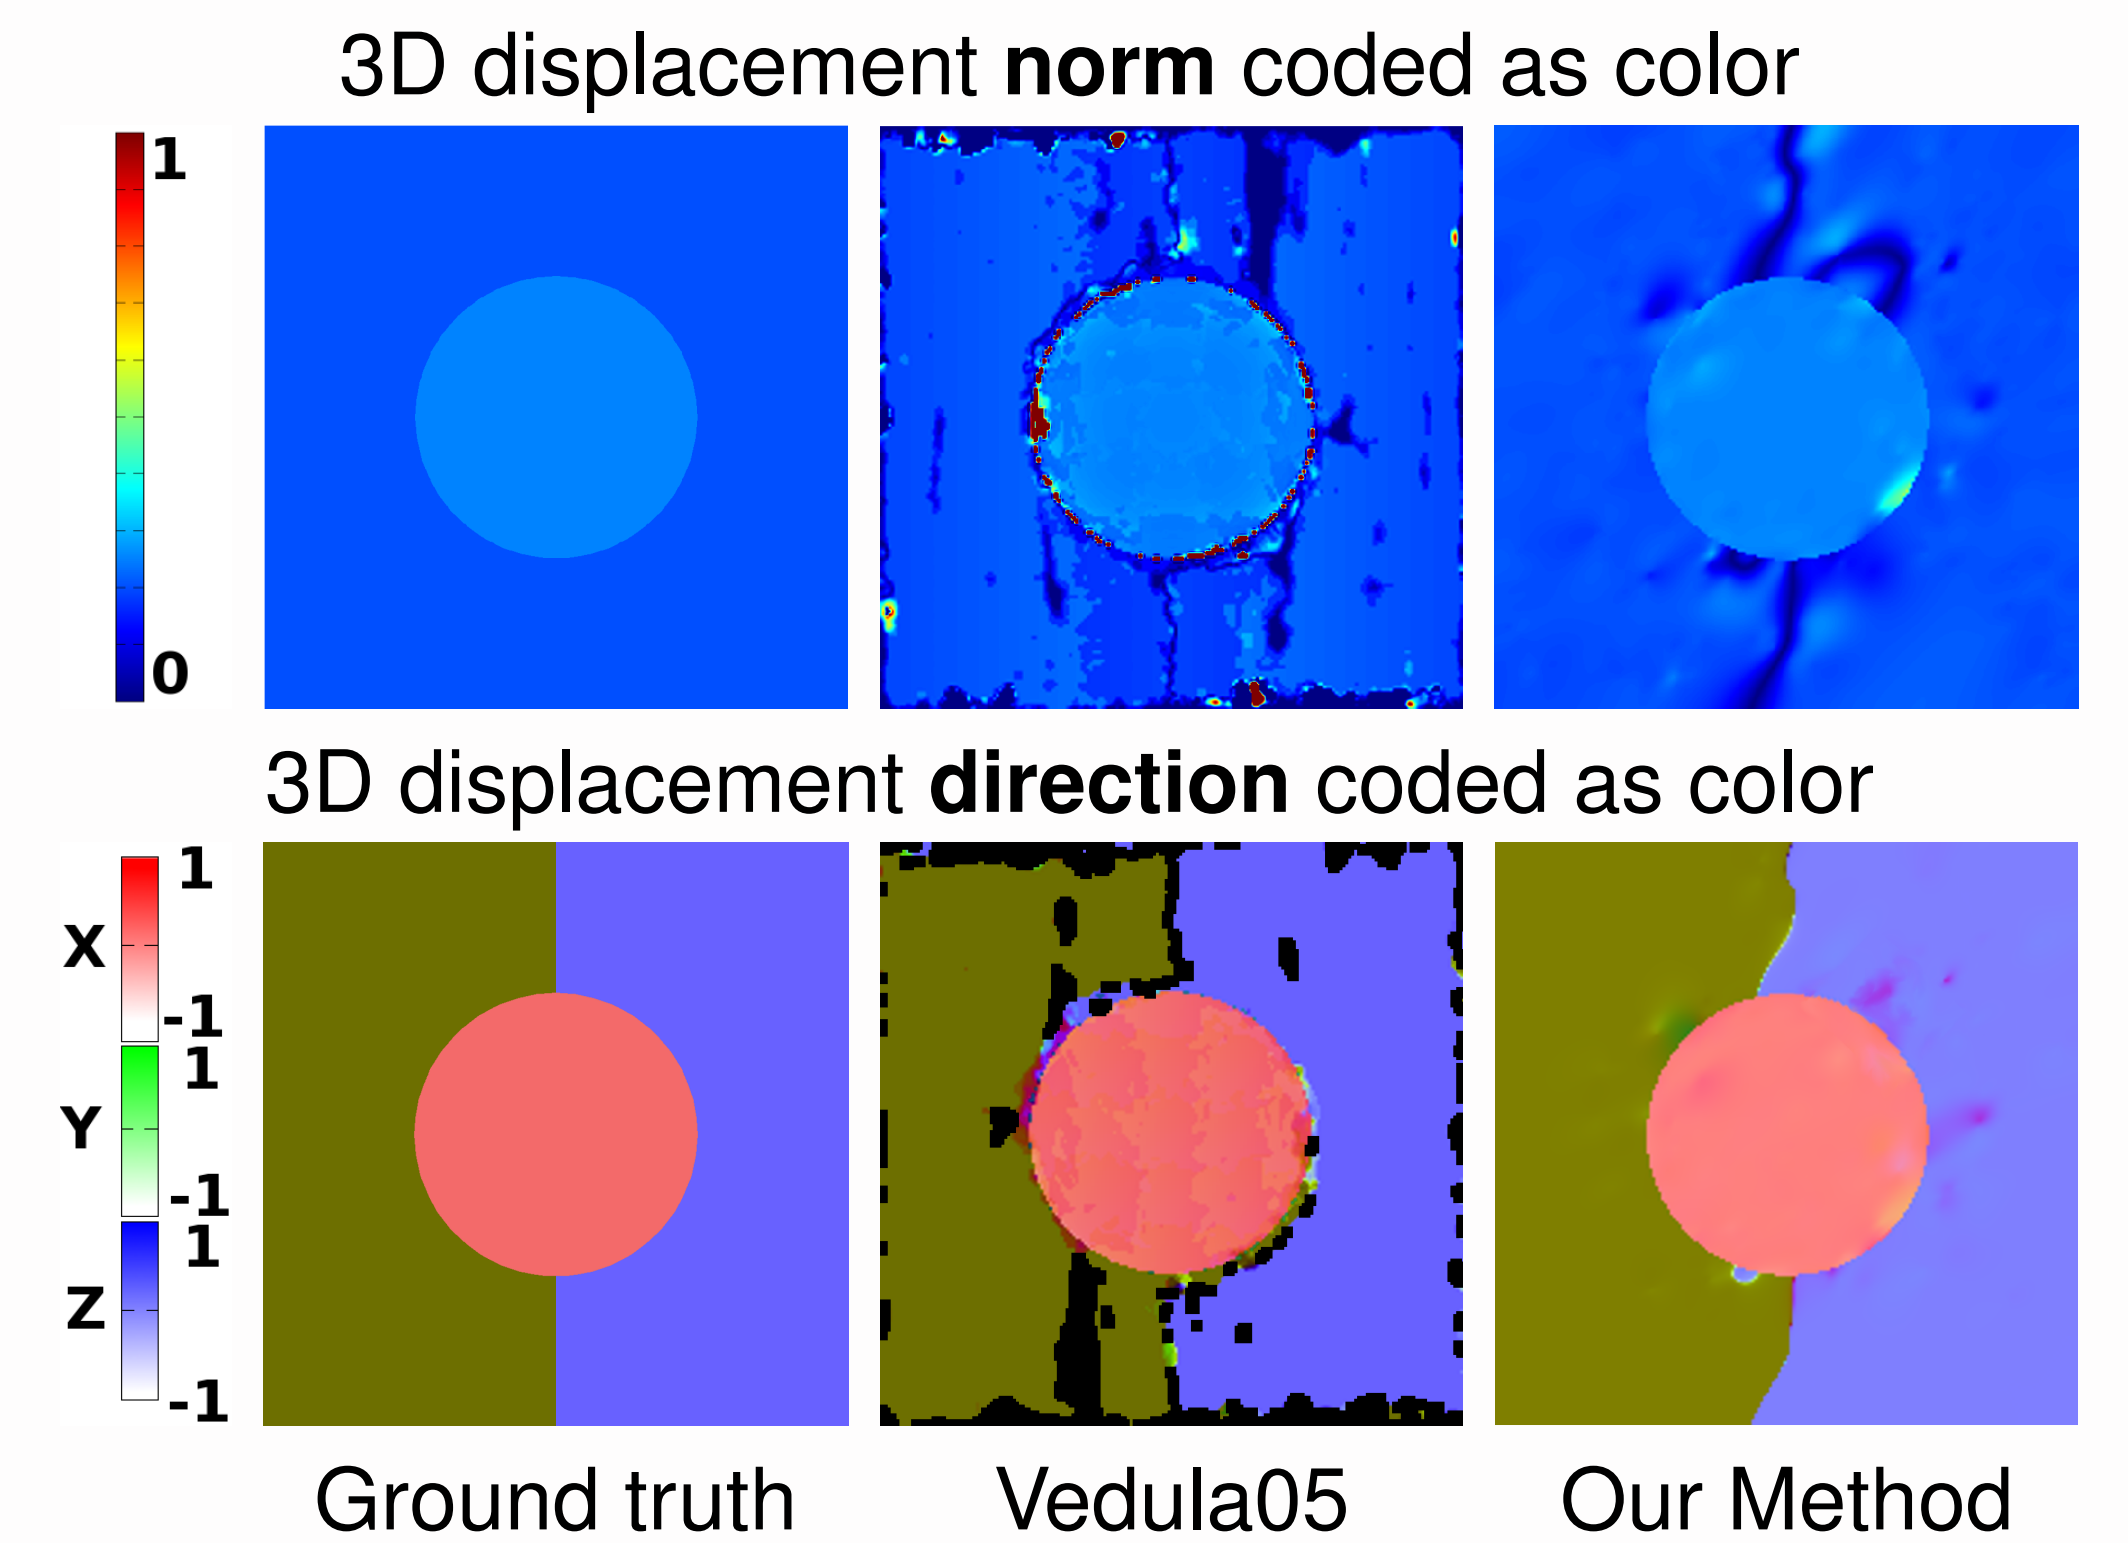 3D displacement norm coded as color
1
0
3D displacement direction coded as color
X
1
-1
Y
1
-1
Z
1
-1
Ground truth
Vedula05
Our Method